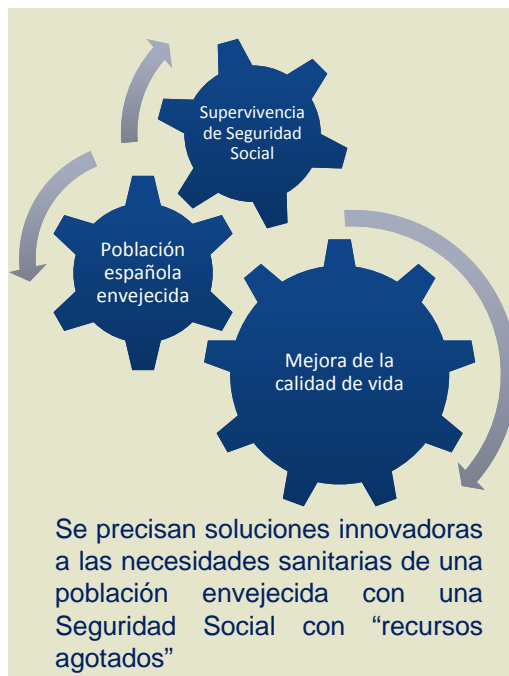 Supervivencia
de Seguridad
Social
Población
española
envejecida
Mejora de la
calidad de vida
Se precisan soluciones innovadoras
a las necesidades sanitarias de una
población envejecida con una
Seguridad Social con “recursos
agotados”